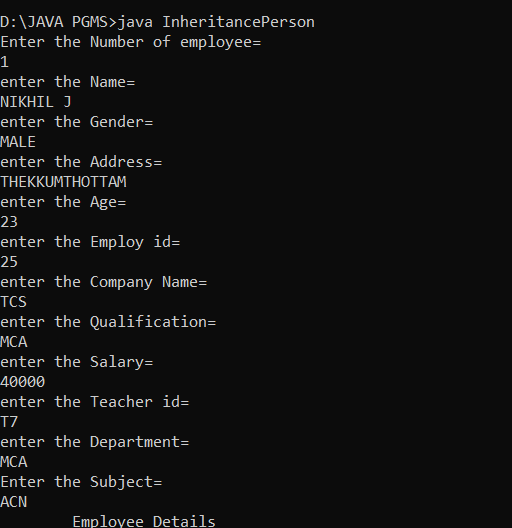 D:\JAVA PGMS>java InheritancePerson
Enter the Number of employee=
1
enter the Name=
NIKHIL J
enter the Gender=
MALE
enter the Address=
THEKKUMTHOTTAM
enter the Age=
23
enter the Employ id=
25
enter the Company Name=
TCS
enter the Qualification=
MCA
enter the Salary=
40000
enter the Teacher id=
T7
enter the Department=
MCA
Enter the Subject=
ACN
Employee Details